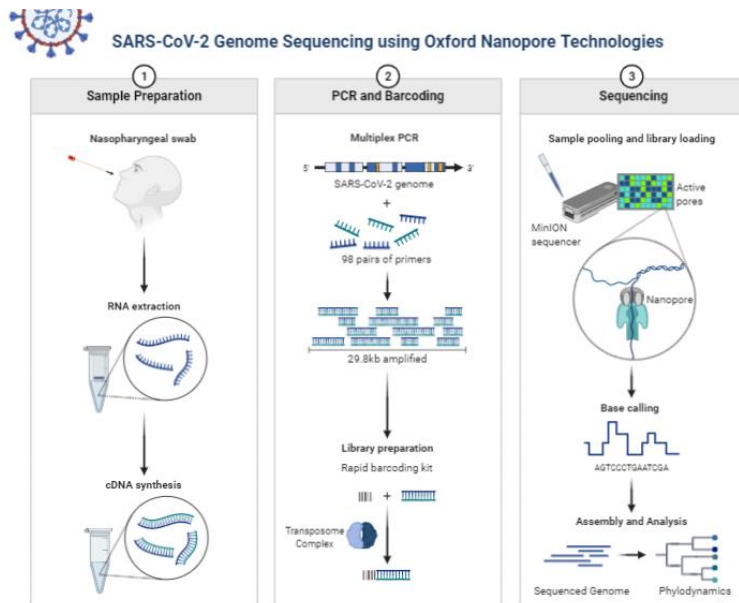 SARS-CoV-2 Genome Sequencing using Oxford Nanopore Technologies
1
Sample Preparation
Nasopharyngeal swab
RNA extraction
cDNA synthesis
2
PCR and Barcoding
Multiplex PCR
5'
3'
SARS-CoV-2 genome
+
98 pairs of primers
29.8kb amplified
Library preparation
Rapid barcoding kit
+
Transposome
Complex
3
Sequencing
Sample pooling and library loading
Active
pores
MinION
sequencer
Nanopore
Base calling
AGTCCCTGAATCGA
Assembly and Analysis
Sequenced Genome
Phylodynamics